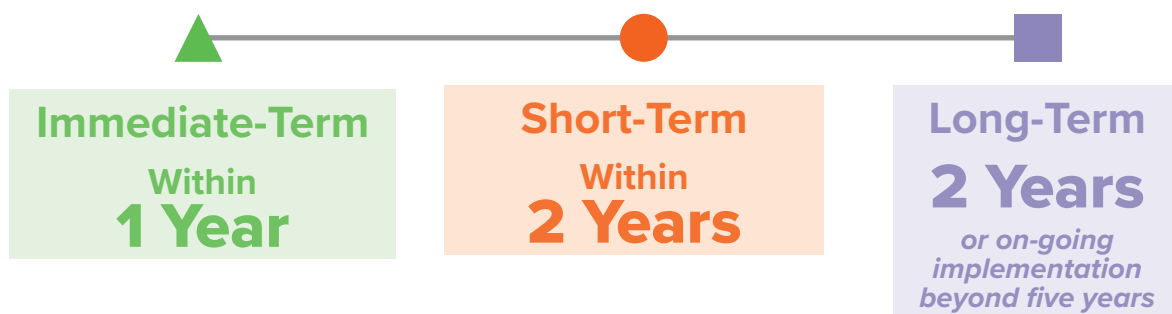 Immediate-Term
Within
1 Year
Short-Term
Within
2 Years
Long-Term
2 Years
or on-going
implementation
beyond five years